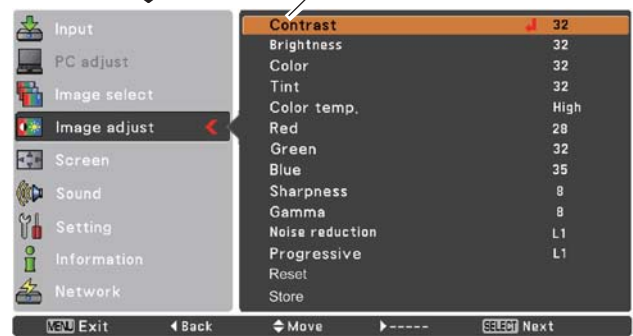 Input
PC adjust
Image select
Image adjust
Screen
Sound
Setting
Information
Network
Contrast 32
Brightness 32
Color 32
Tint 32
Color temp. High
Red 28
Green 32
Blue 35
Sharpness 8
Gamma 8
Noise reduction L1
Progressive L1
Reset
Store
MENU Exit ◀Back Move ▶----- SELECT Next